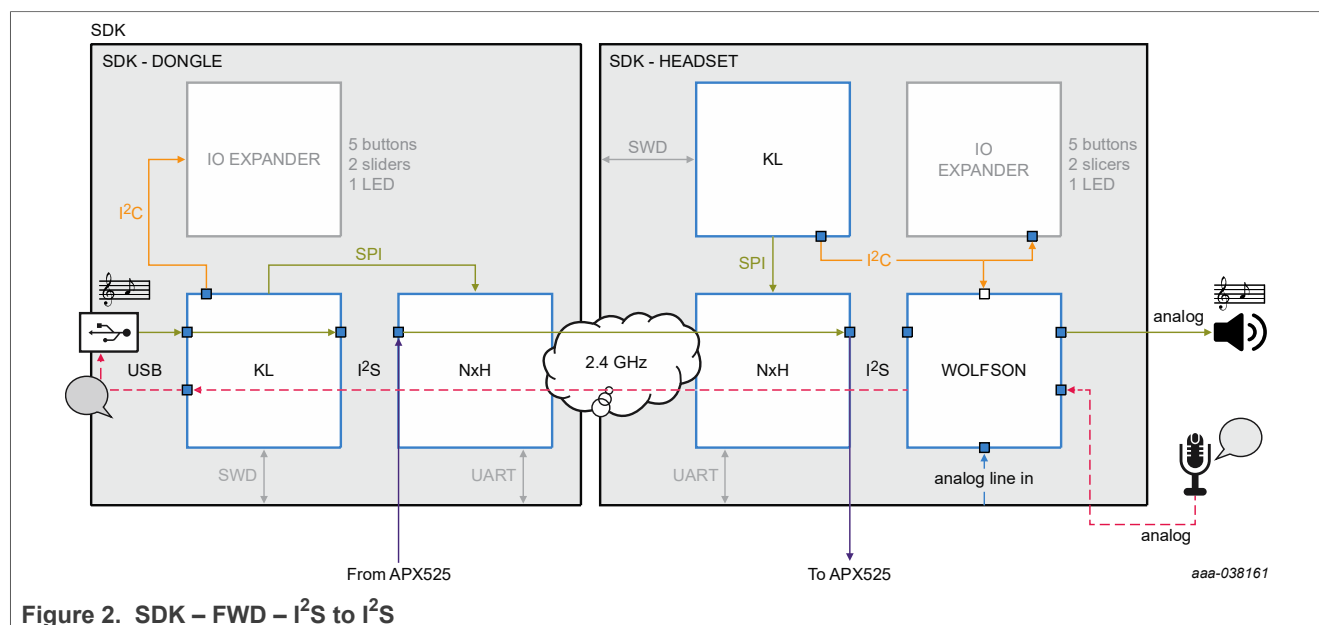 SDK
SDK - DONGLE
IO EXPANDER
5 buttons
2 sliders
1 LED
I²C
SPI
USB
KL
I²S
NxH
SWD
UART
From APX525
2.4 GHz
SDK - HEADSET
SWD
KL
IO
EXPANDER
5 buttons
2 slicers
1 LED
SPI
I²C
NxH
I²S
WOLFSON
UART
analog line in
analog
analog
To APX525
aaa-038161
Figure 2. SDK – FWD – I²S to I²S